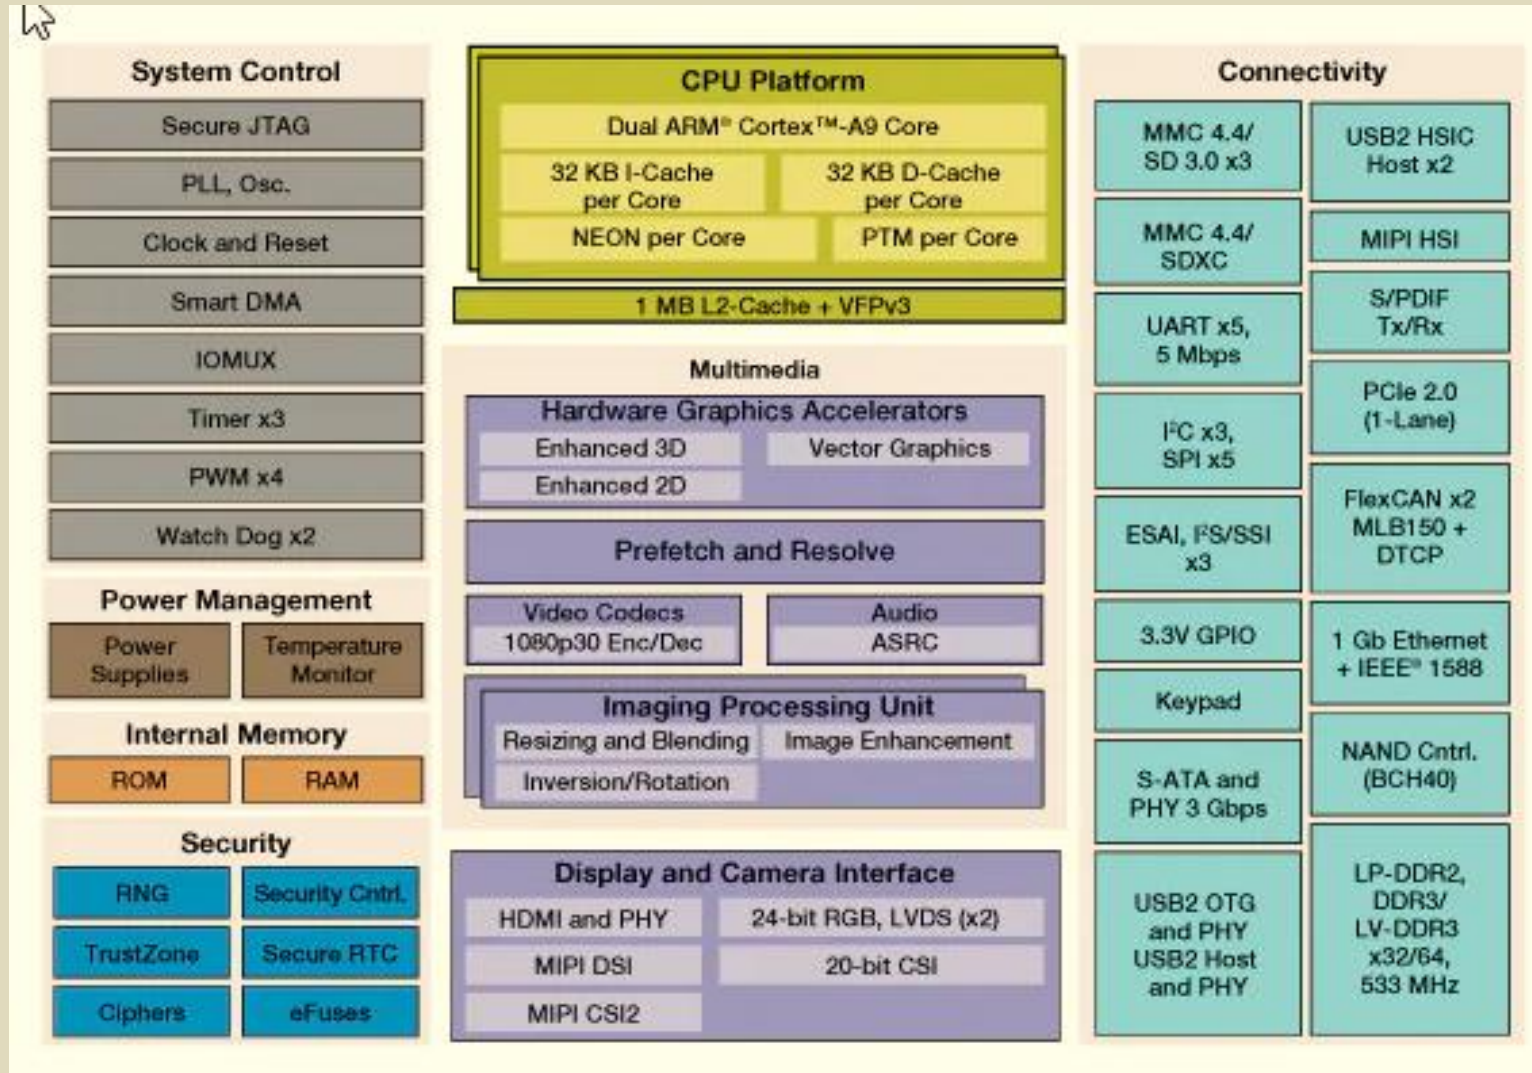 System Control
Secure JTAG
PLL, Osc.
Clock and Reset
Smart DMA
IOMUX
Timer x3
PWM x4
Watch Dog x2
Power Management
Power
Supplies
Temperature
Monitor
Internal Memory
ROM
RAM
Security
RNG
Security Cntrl.
TrustZone
Secure RTC
Ciphers
eFuses
CPU Platform
Dual ARM® Cortex™-A9 Core
32 KB I-Cache
per Core
32 KB D-Cache
per Core
NEON per Core
PTM per Core
1 MB L2-Cache + VFPv3
Multimedia
Hardware Graphics Accelerators
Enhanced 3D
Vector Graphics
Enhanced 2D
Prefetch and Resolve
Video Codecs
1080p30 Enc/Dec
Audio
ASRC
Imaging Processing Unit
Resizing and Blending
Image Enhancement
Inversion/Rotation
Display and Camera Interface
HDMI and PHY
24-bit RGB, LVDS (x2)
MIPI DSI
20-bit CSI
MIPI CSI2
Connectivity
MMC 4.4/
SD 3.0 x3
MMC 4.4/
SDXC
UART x5,
5 Mbps
I²C x3,
SPI x5
ESAI, I²S/SSI
x3
3.3V GPIO
Keypad
S-ATA and
PHY 3 Gbps
USB2 OTG
and PHY
USB2 Host
and PHY
USB2 HSIC
Host x2
MIPI HSI
S/PDIF
Tx/Rx
PCIe 2.0
(1-Lane)
FlexCAN x2
MLB150 +
DTCP
1 Gb Ethernet
+ IEEE® 1588
NAND Cntrl.
(BCH40)
LP-DDR2,
DDR3/
LV-DDR3
x32/64,
533 MHz